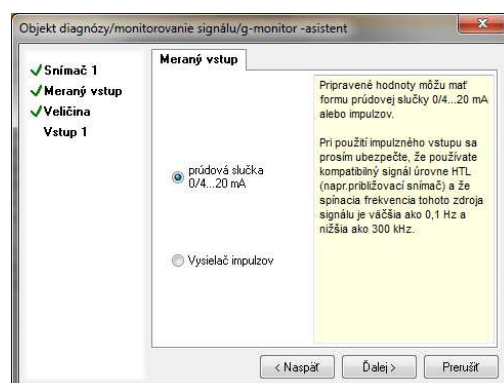 Objekt diagnózy/monitorovanie signálu/g-monitor -asistent
Snímač 1
Meraný vstup
Veličina
Vstup 1
Meraný vstup
prúdová slučka
0/4...20 mA
Vysielač impulzov
Pripravené hodnoty môžu mať
formu prúdovej slučky 0/4...20 mA
alebo impulzov.
Pri použití impulzného vstupu sa
prosím ubezpečte, že používate
kompatibilný signál úrovne HTL
(napr.približovací snímač) a že
spínacia frekvencia tohoto zdroja
signálu je väčšia ako 0,1 Hz a
nižšia ako 300 kHz.
< Naspäť
Ďalej >
Prerušiť